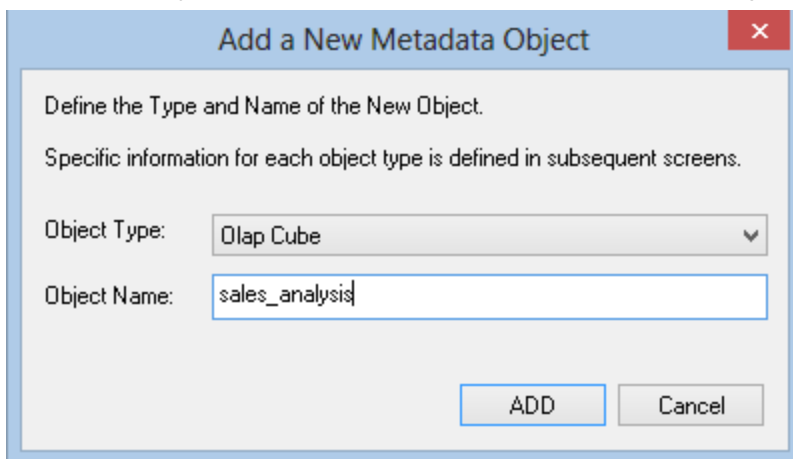 Add a New Metadata Object
Define the Type and Name of the New Object.
Specific information for each object type is defined in subsequent screens.
Object Type: Olap Cube
Object Name: sales_analysis
ADD Cancel